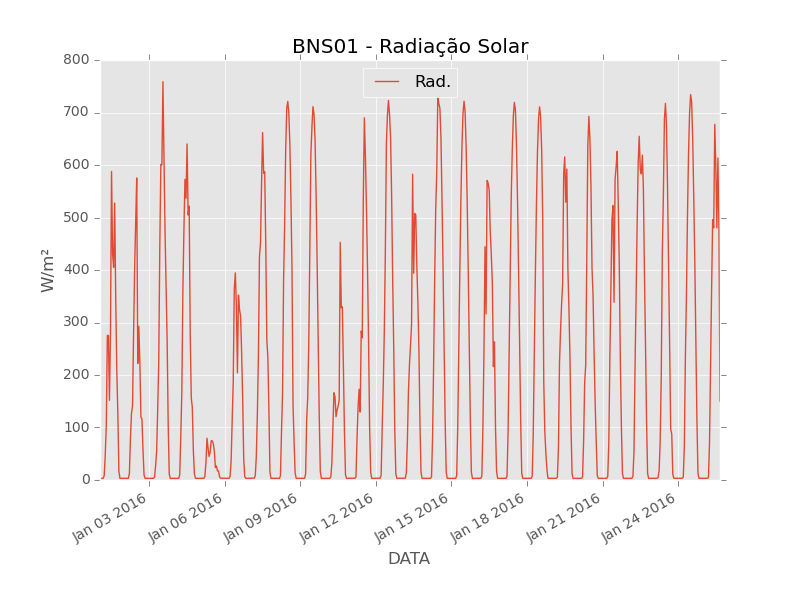 BNS01 - Radiação Solar
Rad.
800
700
600
500
400
300
200
100
0
W/m²
Jan 03 2016
Jan 06 2016
Jan 09 2016
Jan 12 2016
Jan 15 2016
Jan 18 2016
Jan 21 2016
Jan 24 2016
DATA